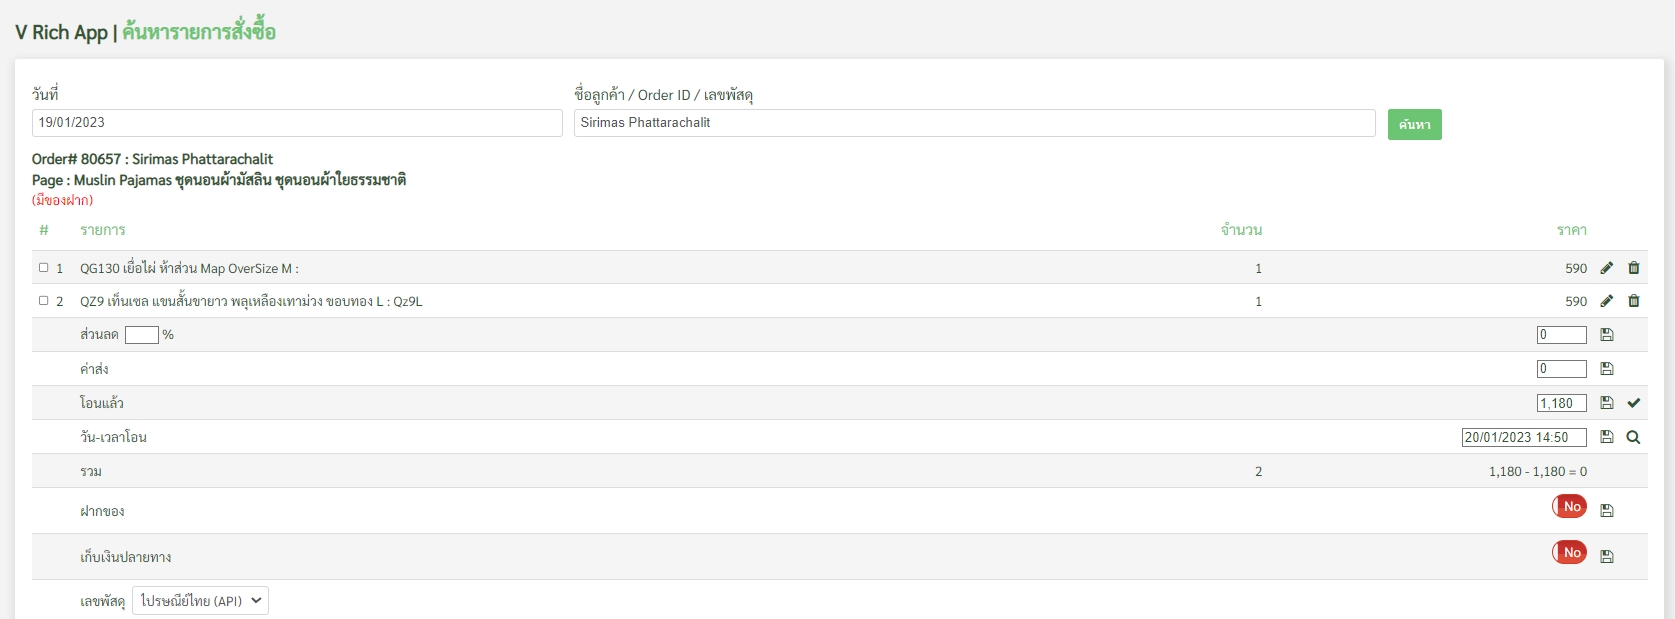 V Rich App | ค้นหารายการสั่งซื้อ
วันที่ ชื่อลูกค้า / Order ID / เลขพัสดุ
19/01/2023 Sirimas Phattarachalit ค้นหา
Order# 80657 : Sirimas Phattarachalit
Page : Muslin Pajamas ชุดนอนผ้ามัสลิน ชุดนอนผ้าใยธรรมชาติ
(มีของฝาก)
# รายการ จำนวน ราคา
1 QG130 เยื่อไผ่ ห้าส่วน Map OverSize M : 1 590
2 QZ9 เท็นเซล แขนสั้นขายาว พลุเหลืองเทาม่วง ขอบทอง L : Qz9L 1 590
ส่วนลด % 0
ค่าส่ง 0
โอนแล้ว 1,180
วัน-เวลาโอน 20/01/2023 14:50
รวม 2 1,180 - 1,180 = 0
ฝากของ No
เก็บเงินปลายทาง No
เลขพัสดุ ไปรษณีย์ไทย (API)